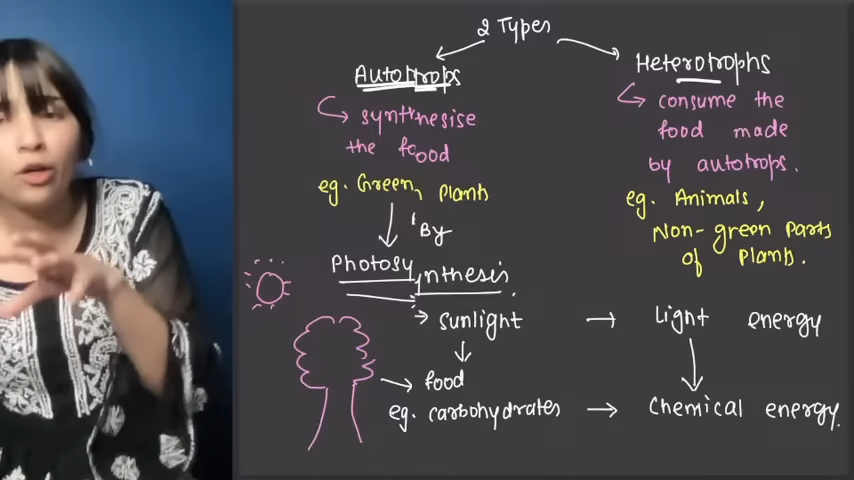 2 Types
Autotrops
Heterotrophs
synthesise
the food
eg. Green Plants
By
Photosynthesis
consume the
food made
by autotrops.
eg. Animals,
Non-green Parts
of Plants.
→ sunlight → Light energy
food
eg. carbohydrates → Chemical energy.